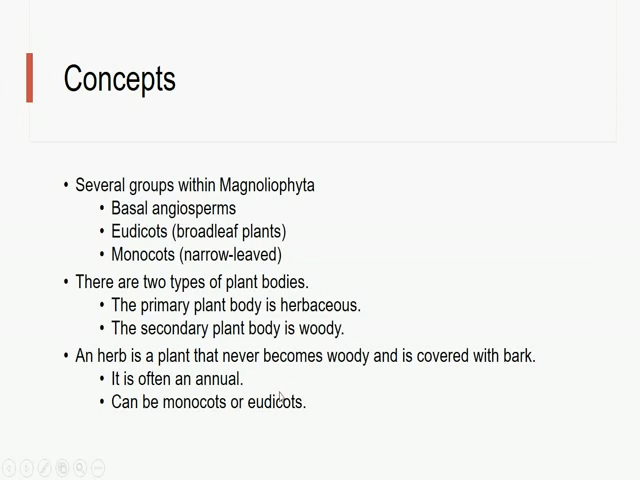 Concepts
• Several groups within Magnoliophyta
• Basal angiosperms
• Eudicots (broadleaf plants)
• Monocots (narrow-leaved)
• There are two types of plant bodies.
• The primary plant body is herbaceous.
• The secondary plant body is woody.
• An herb is a plant that never becomes woody and is covered with bark.
• It is often an annual.
• Can be monocots or eudicots.